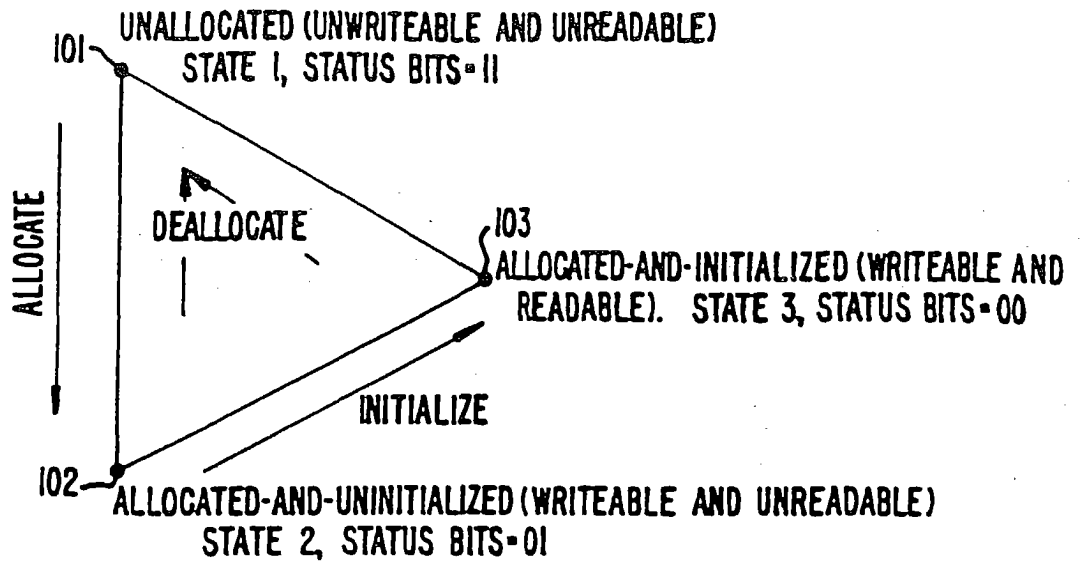 101
UNALLOCATED (UNWRITEABLE AND UNREADABLE)
STATE 1, STATUS BITS=11
ALLOCATE
DEALLOCATE
103
ALLOCATED-AND-INITIALIZED (WRITEABLE AND
READABLE). STATE 3, STATUS BITS=00
INITIALIZE
102
ALLOCATED-AND-UNINITIALIZED (WRITEABLE AND UNREADABLE)
STATE 2, STATUS BITS=01